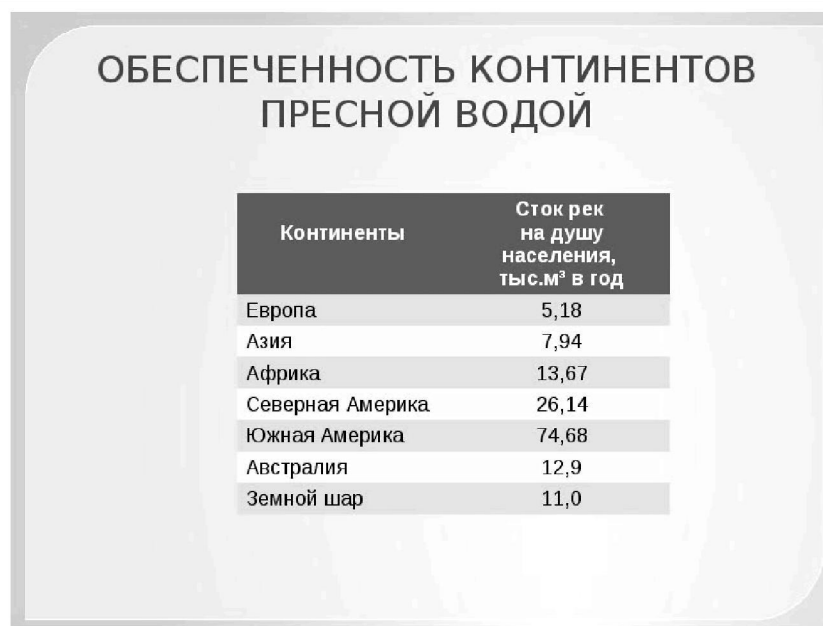 ОБЕСПЕЧЕННОСТЬ КОНТИНЕНТОВ
ПРЕСНОЙ ВОДОЙ
Континенты
Сток рек
на душу
населения,
тыс.м³ в год
Европа 5,18
Азия 7,94
Африка 13,67
Северная Америка 26,14
Южная Америка 74,68
Австралия 12,9
Земной шар 11,0